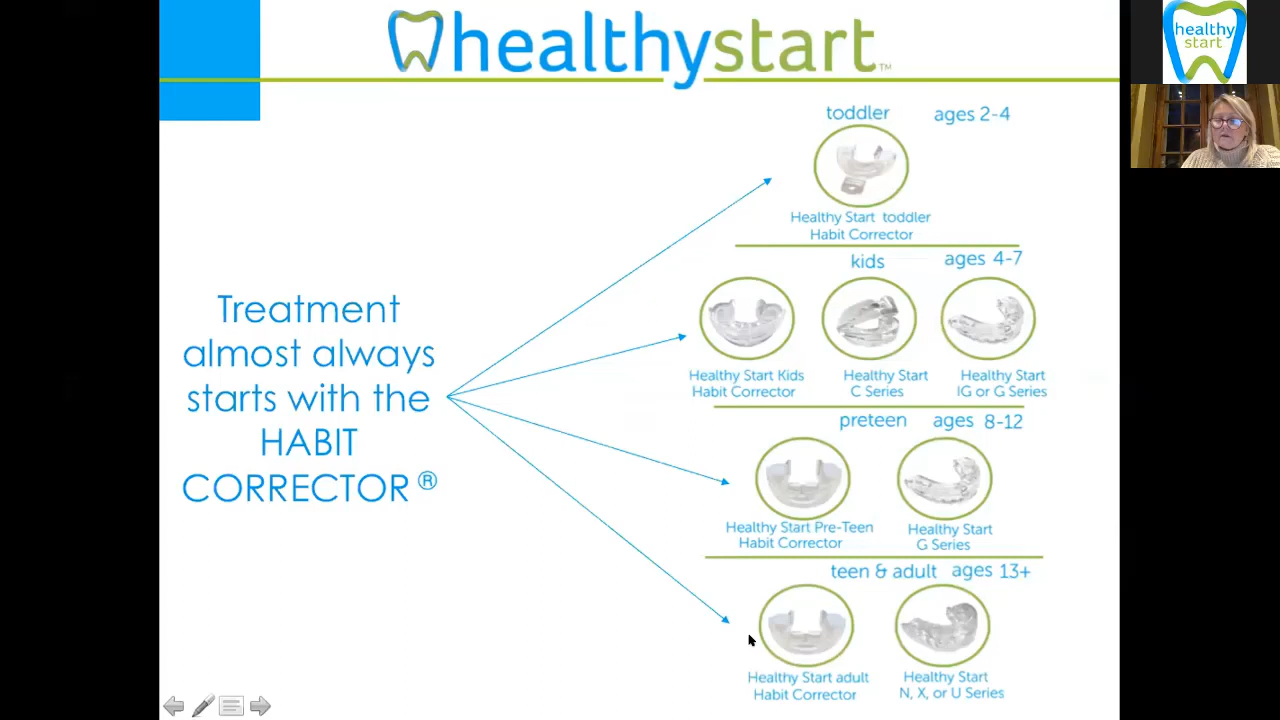 healthystart™
healthy
start
toddler ages 2-4
Healthy Start toddler
Habit Corrector
kids ages 4-7
Treatment
almost always
starts with the
HABIT
CORRECTOR ®
Healthy Start Kids
Habit Corrector
Healthy Start
C Series
Healthy Start
IG or G Series
preteen ages 8-12
Healthy Start Pre-Teen
Habit Corrector
Healthy Start
G Series
teen & adult ages 13+
Healthy Start adult
Habit Corrector
Healthy Start
N, X, or U Series